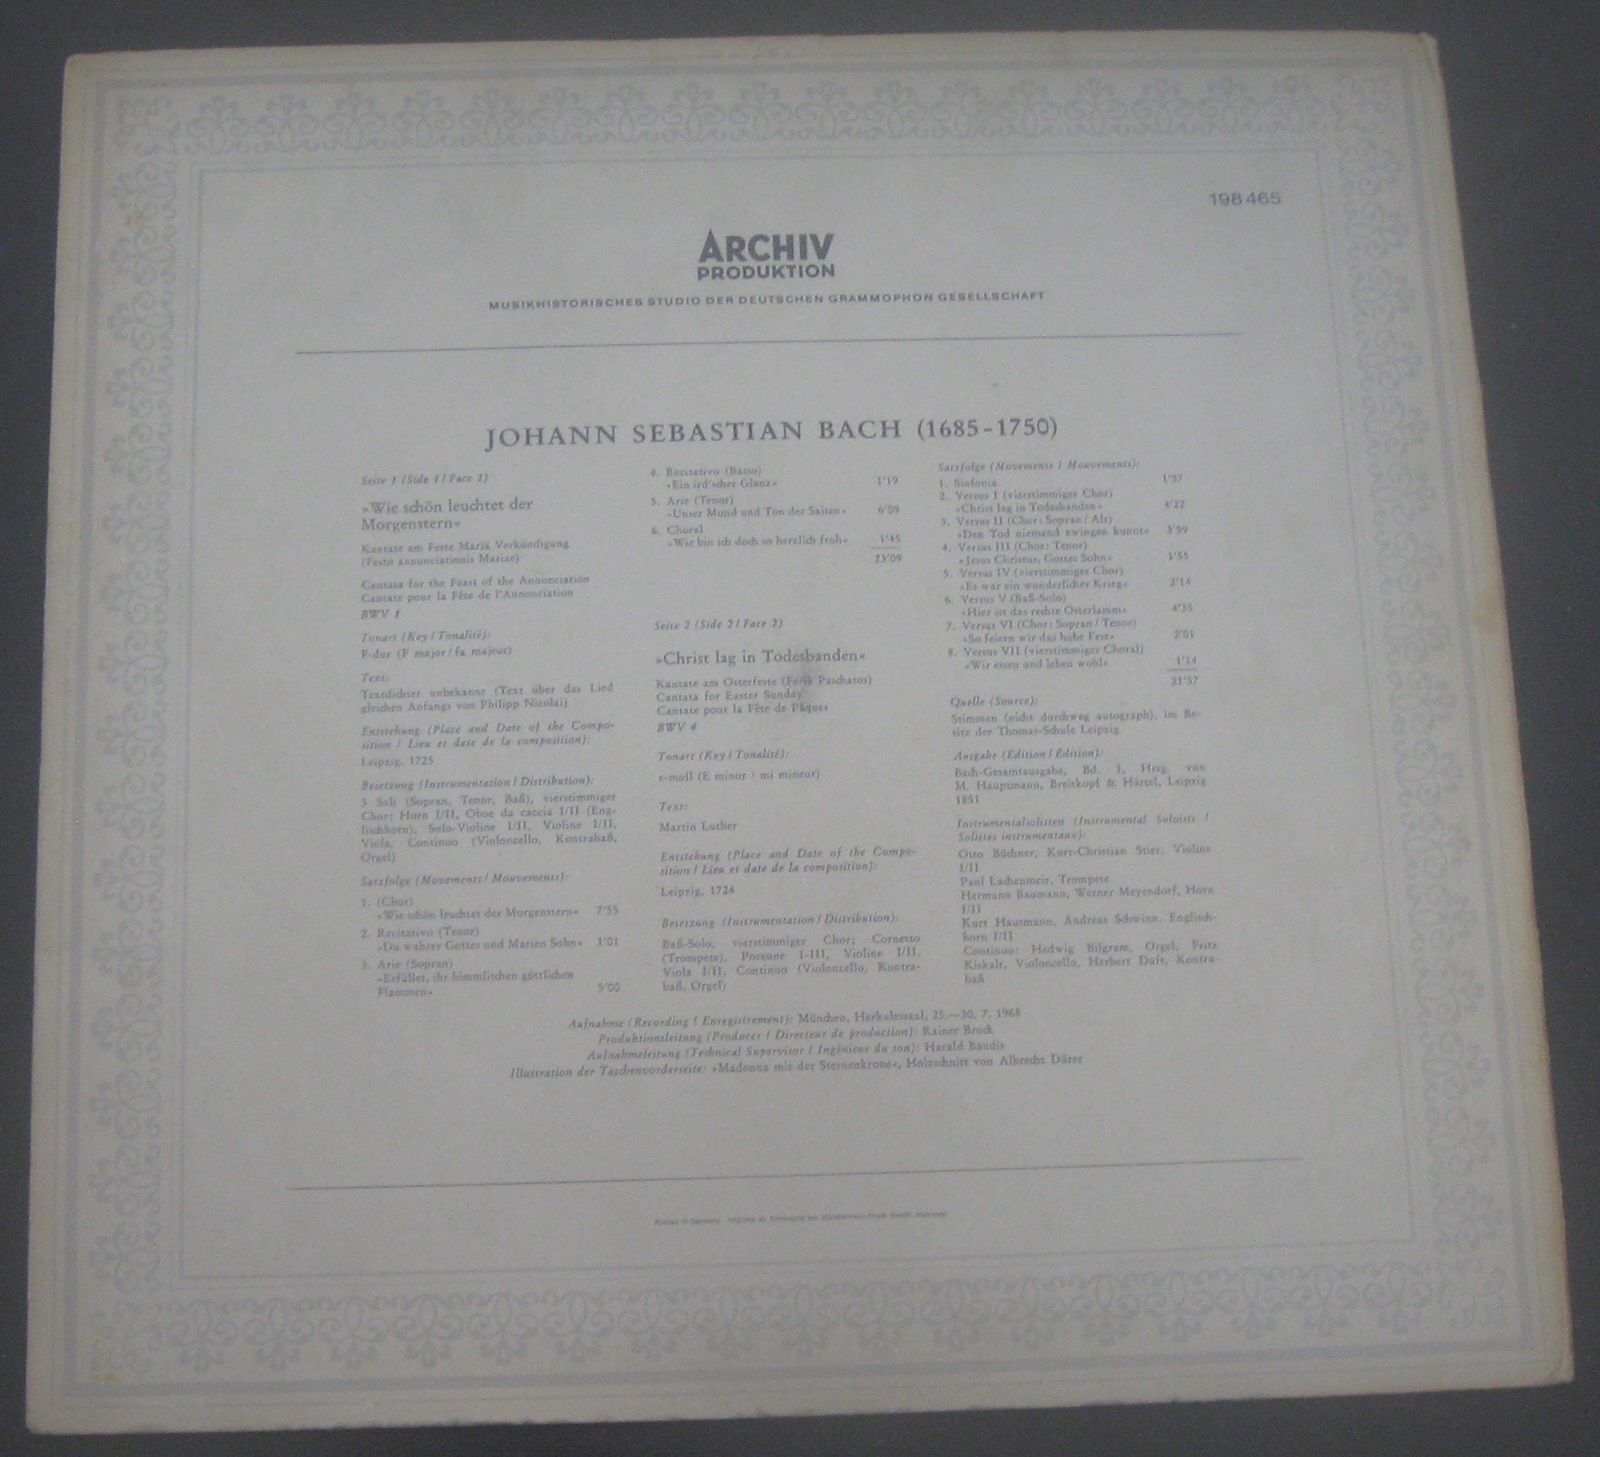 198 465
ARCHIV
PRODUKTION
MUSIKHISTORISCHES STUDIO DER DEUTSCHEN GRAMMOPHON GESELLSCHAFT
JOHANN SEBASTIAN BACH (1685-1750)
Seite 1 (Side 1 / Face 1)
»Wie schön leuchtet der
Morgenstern«
Kantate am Feste Mariä Verkündigung
(Festo annunciationis Mariae)
Cantata for the Feast of the Annunciation
Cantate pour la Fête de l'Annonciation
BWV 1
Tonart (Key / Tonalité):
F-dur (F major / fa majeur)
Text:
Textdichter unbekannt (Text über das Lied
gleichen Anfangs von Philipp Nicolai)
Entstehung (Place and Date of the Compo-
sition / Lieu et date de la composition):
Leipzig, 1725
Besetzung (Instrumentation / Distribution):
3 Soli (Sopran, Tenor, Baß), vierstimmiger
Chor; Horn I/II, Oboe da caccia I/II (Eng-
lischhorn), Solo-Violine I/II, Violine I/II,
Viola, Continuo (Violoncello, Kontrabaß,
Orgel)
Satzfolge (Movements / Mouvements):
1. (Chor)
»Wie schön leuchtet der Morgenstern« 7'55
2. Recitativo (Tenor)
»Du wahrer Gottes und Marien Sohn« 1'01
3. Arie (Sopran)
»Erfüllet, ihr himmlischen göttlichen
Flammen« 5'00
4. Recitativo (Basso)
»Ein ird'scher Glanz« 1'19
5. Arie (Tenor)
»Unser Mund und Ton der Saiten« 6'09
6. Choral
»Wie bin ich doch so herzlich froh« 1'45
23'09
Seite 2 (Side 2 / Face 2)
»Christ lag in Todesbanden«
Kantate am Osterfeste (Feria Paschatos)
Cantata for Easter Sunday
Cantate pour la Fête de Pâques
BWV 4
Tonart (Key / Tonalité):
e-moll (E minor / mi mineur)
Text:
Martin Luther
Entstehung (Place and Date of the Compo-
sition / Lieu et date de la composition):
Leipzig, 1724
Besetzung (Instrumentation / Distribution):
Baß-Solo, vierstimmiger Chor; Cornetto
(Trompete), Posaune I-III, Violine I/II,
Viola I/II, Continuo (Violoncello, Kontra-
baß, Orgel)
Satzfolge (Movements / Mouvements):
1. Sinfonia 1'37
2. Versus I (vierstimmiger Chor)
»Christ lag in Todesbanden« 4'22
3. Versus II (Chor: Sopran / Alt)
»Den Tod niemand zwingen kunnt« 3'59
4. Versus III (Chor: Tenor)
»Jesus Christus, Gottes Sohn« 1'55
5. Versus IV (vierstimmiger Chor)
»Es war ein wunderlicher Krieg« 2'14
6. Versus V (Baß-Solo)
»Hier ist das rechte Osterlamm« 4'35
7. Versus VI (Chor: Sopran / Tenor)
»So feiern wir das hohe Fest« 2'01
8. Versus VII (vierstimmiger Choral)
»Wir essen und leben wohl« 1'14
21'57
Quelle (Source):
Stimmen (nicht durchweg autograph), im Be-
sitz der Thomas-Schule Leipzig
Ausgabe (Edition / Édition):
Bach-Gesamtausgabe, Bd. 1, Hrsg. von
M. Hauptmann, Breitkopf & Härtel, Leipzig
1851
Instrumentalsolisten (Instrumental Soloists /
Solistes instrumentaux):
Otto Büchner, Kurt-Christian Stier, Violine
I/II
Paul Lachenmeir, Trompete
Hermann Baumann, Werner Meyendorf, Horn
I/II
Kurt Hausmann, Andreas Schwinn, Englisch-
horn I/II
Continuo: Hedwig Bilgram, Orgel, Fritz
Kiskalt, Violoncello, Herbert Duft, Kontra-
baß
Aufnahme (Recording / Enregistrement): München, Herkulessaal, 25.—30. 7. 1968
Produktionsleitung (Producer / Directeur de production): Rainer Brock
Aufnahmeleitung (Technical Supervisor / Ingénieur du son): Harald Baudis
Illustration der Taschenvorderseite: »Madonna mit der Sternenkrone«, Holzschnitt von Albrecht Dürer
Printed in Germany